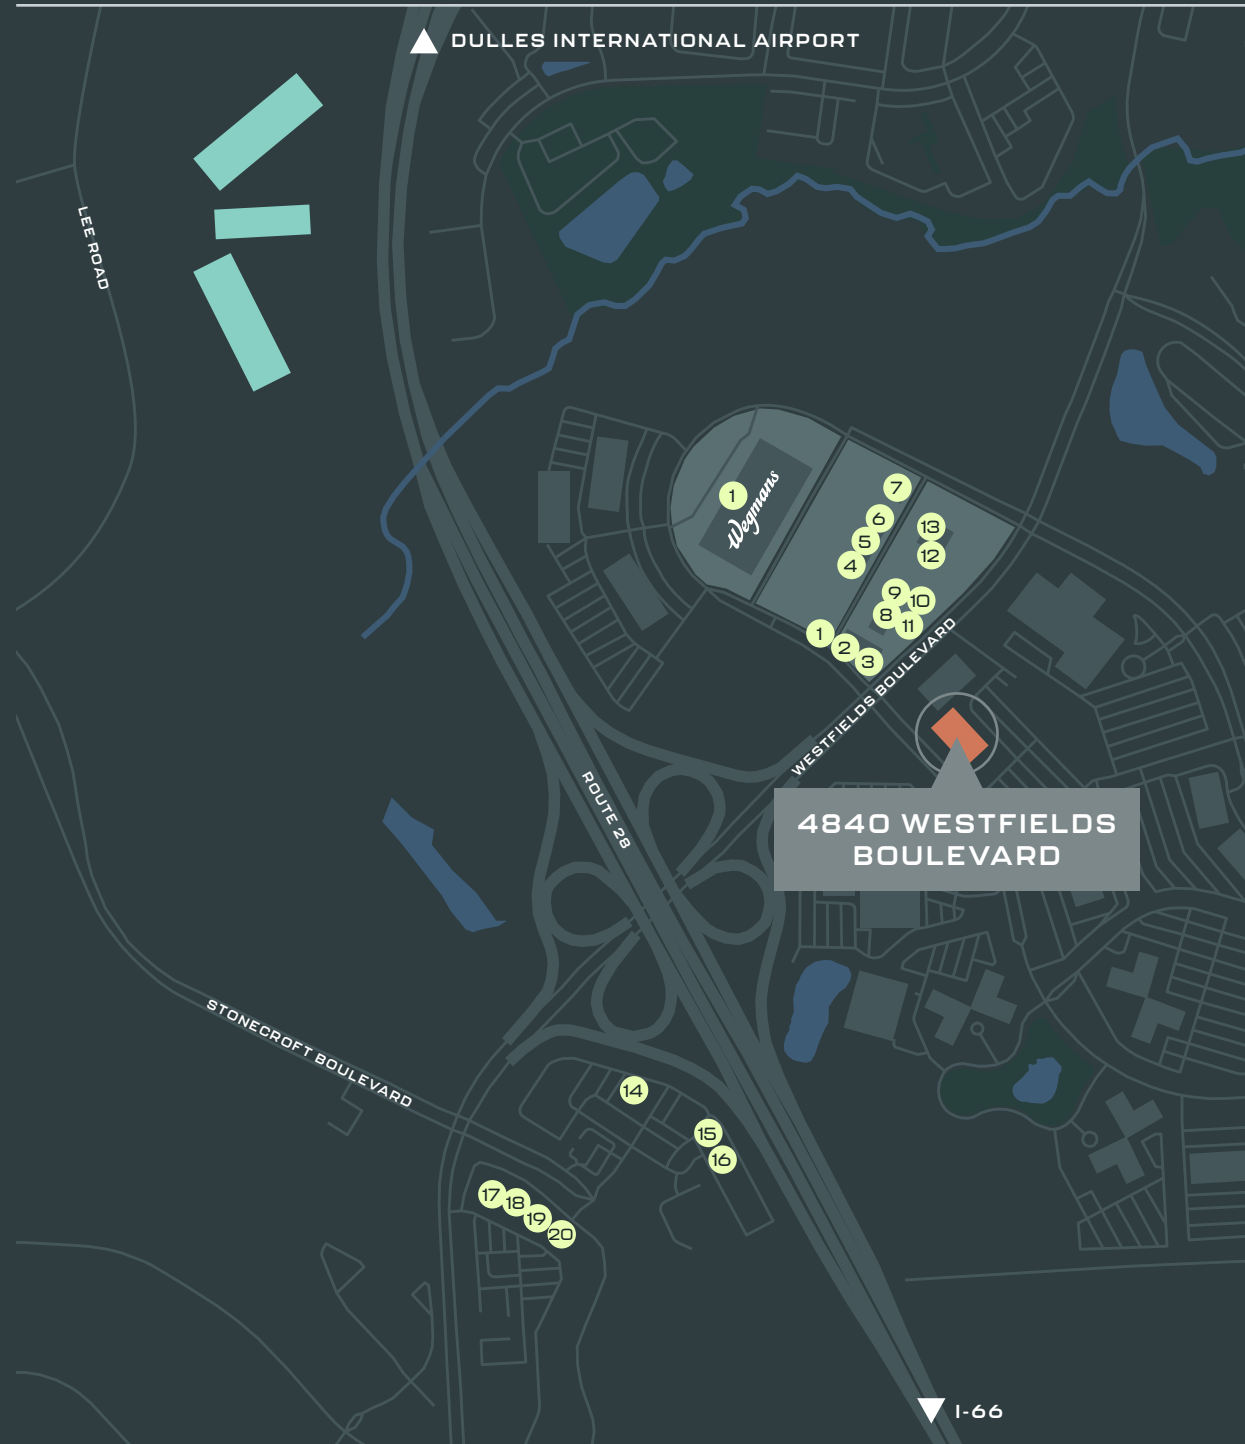 DULLES INTERNATIONAL AIRPORT
LEE ROAD
1
Wegmans
7
6
5
4
13
12
9
10
8
11
1
2
3
WESTFIELDS BOULEVARD
ROUTE 28
4840 WESTFIELDS
BOULEVARD
STONECROFT BOULEVARD
14
15
16
17
18
19
20
I-66